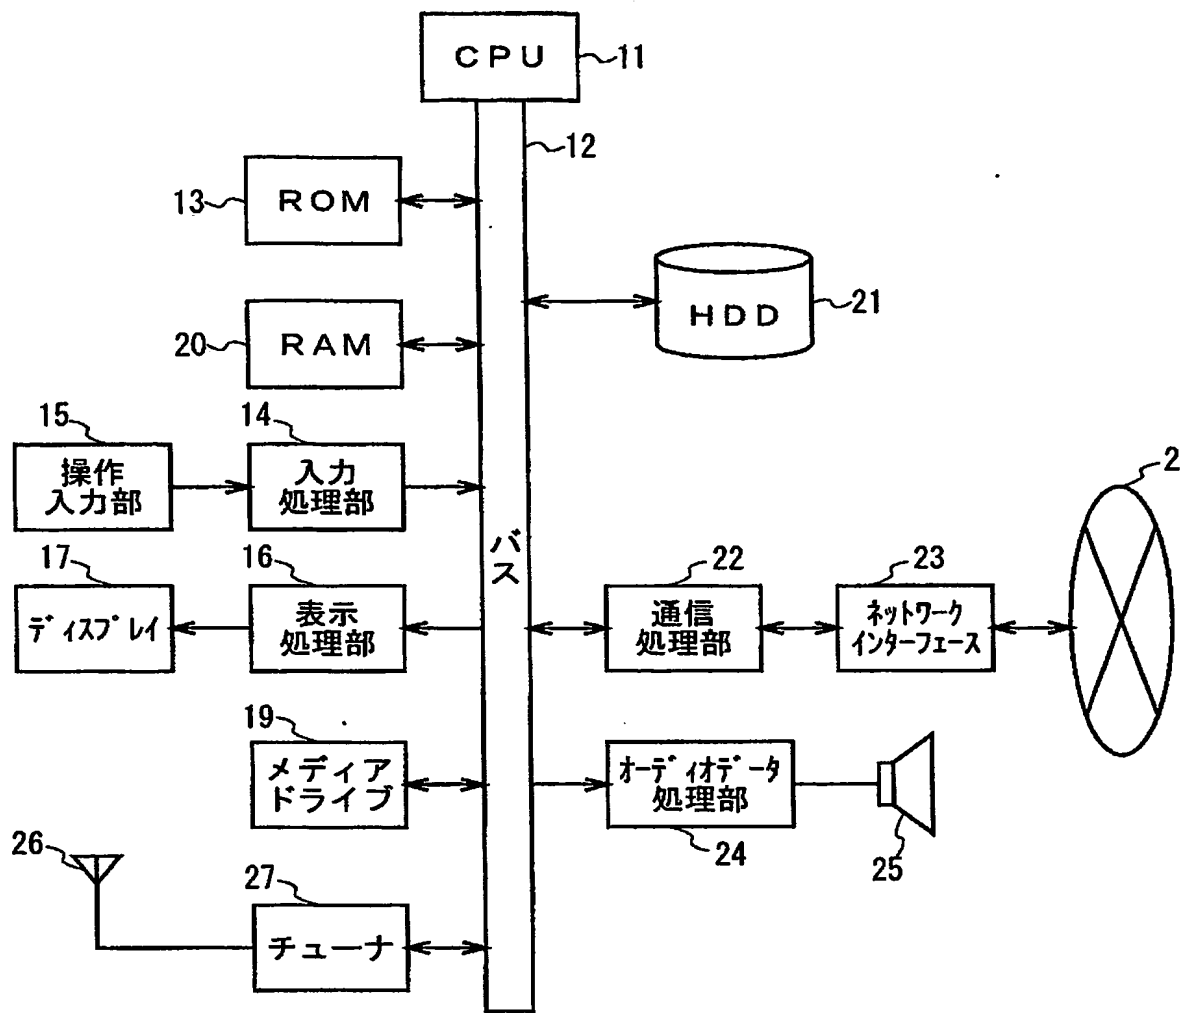 CPU
11
12
13
ROM
HDD
21
20
RAM
15
14
操作
入力部
入力
処理部
2
バス
17
16
22
23
ディスプレイ
表示
処理部
通信
処理部
ネットワーク
インターフェース
19
メディア
ドライブ
オーディオデータ
処理部
24
25
26
27
チューナ